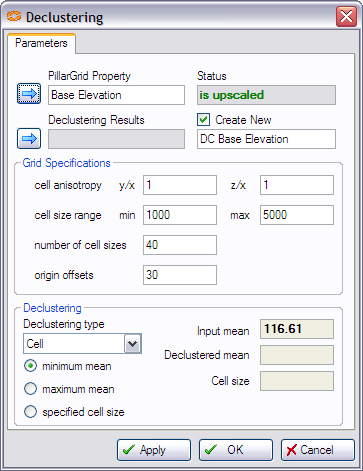 Declustering
Parameters
PillarGrid Property Status
Base Elevation is upscaled
Declustering Results Create New
DC Base Elevation
Grid Specifications
cell anisotropy y/x 1 z/x 1
cell size range min 1000 max 5000
number of cell sizes 40
origin offsets 30
Declustering
Declustering type
Cell
Input mean 116.61
minimum mean
Declustered mean
maximum mean
Cell size
specified cell size
Apply OK Cancel